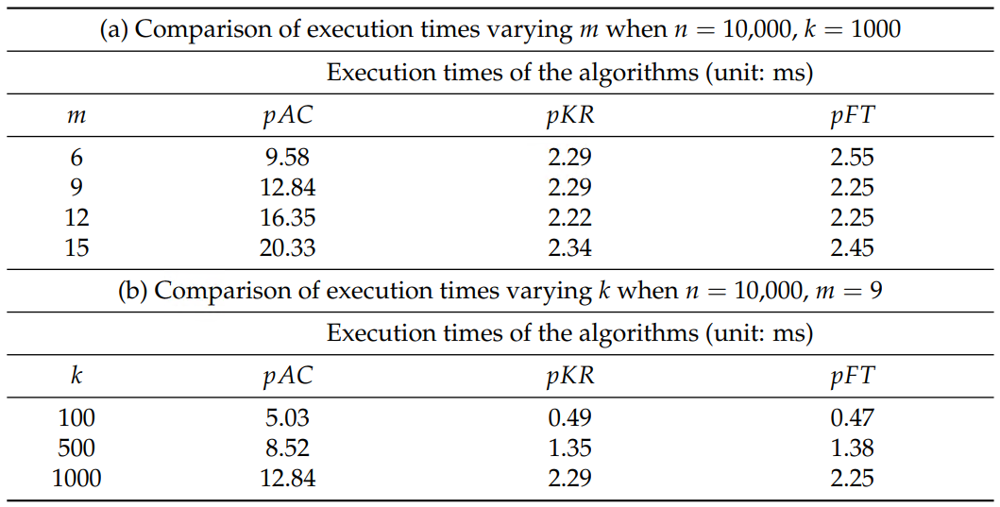 (a) Comparison of execution times varying m when n = 10,000, k = 1000
Execution times of the algorithms (unit: ms)
m pAC pKR pFT
6 9.58 2.29 2.55
9 12.84 2.29 2.25
12 16.35 2.22 2.25
15 20.33 2.34 2.45
(b) Comparison of execution times varying k when n = 10,000, m = 9
Execution times of the algorithms (unit: ms)
k pAC pKR pFT
100 5.03 0.49 0.47
500 8.52 1.35 1.38
1000 12.84 2.29 2.25